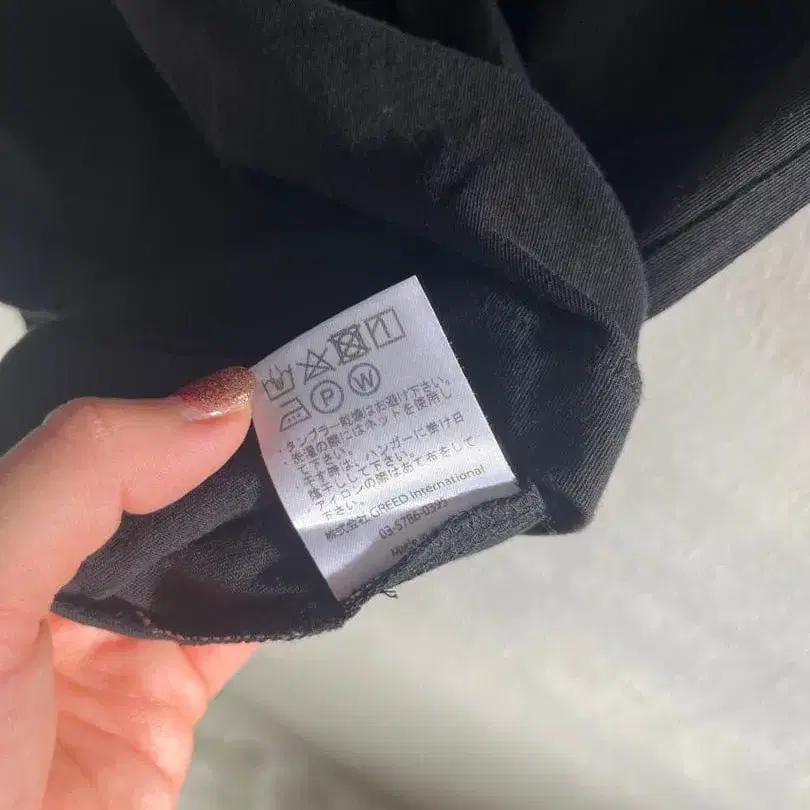 P W
・タンブラー乾燥はお避け下さい。
・洗濯の際にはネットを使用し
て下さい。
・干す時は、ハンガーに掛け日
陰干しして下さい。
・アイロンの際はあて布をして
下さい。
株式会社 GREED International
03-5786-0395
Made in